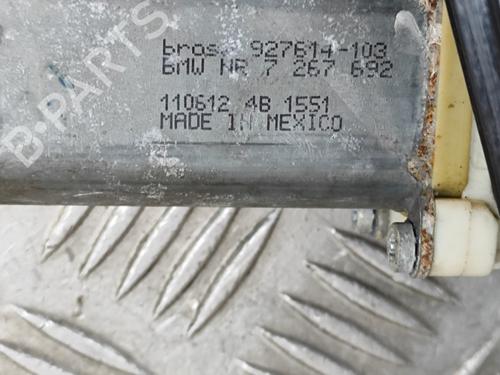 brose 927614-103
BMW NR 7 267 692
110612 4B 1551
MADE IN MEXICO
B-PARTS